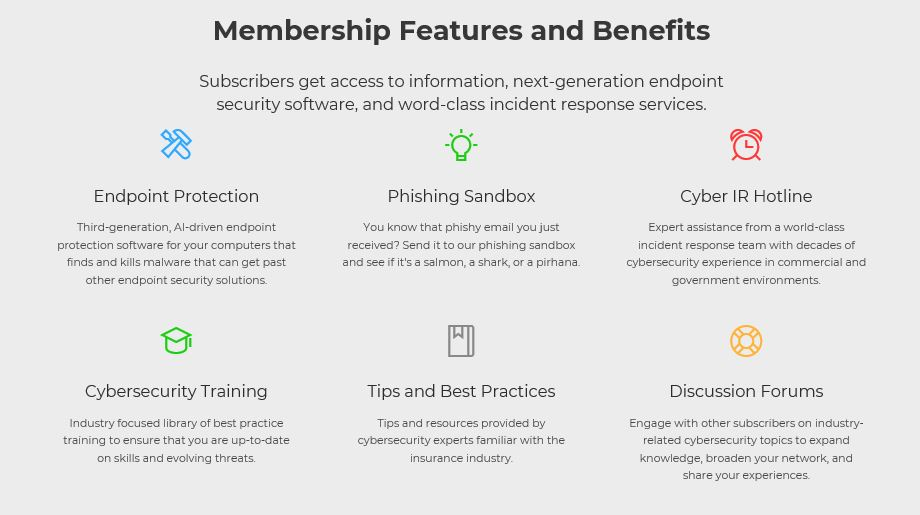 Membership Features and Benefits
Subscribers get access to information, next-generation endpoint
security software, and word-class incident response services.
Endpoint Protection
Third-generation, AI-driven endpoint
protection software for your computers that
finds and kills malware that can get past
other endpoint security solutions.
Phishing Sandbox
You know that phishy email you just
received? Send it to our phishing sandbox
and see if it's a salmon, a shark, or a pirhana.
Cyber IR Hotline
Expert assistance from a world-class
incident response team with decades of
cybersecurity experience in commercial and
government environments.
Cybersecurity Training
Industry focused library of best practice
training to ensure that you are up-to-date
on skills and evolving threats.
Tips and Best Practices
Tips and resources provided by
cybersecurity experts familiar with the
insurance industry.
Discussion Forums
Engage with other subscribers on industry-
related cybersecurity topics to expand
knowledge, broaden your network, and
share your experiences.